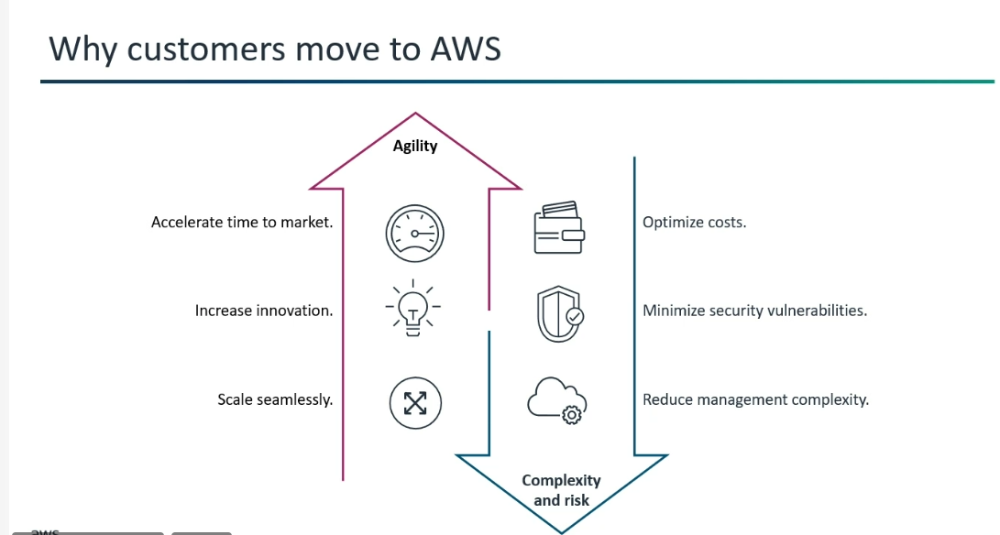 Why customers move to AWS
Agility
Accelerate time to market.
Increase innovation.
Scale seamlessly.
Optimize costs.
Minimize security vulnerabilities.
Reduce management complexity.
Complexity
and risk
aws